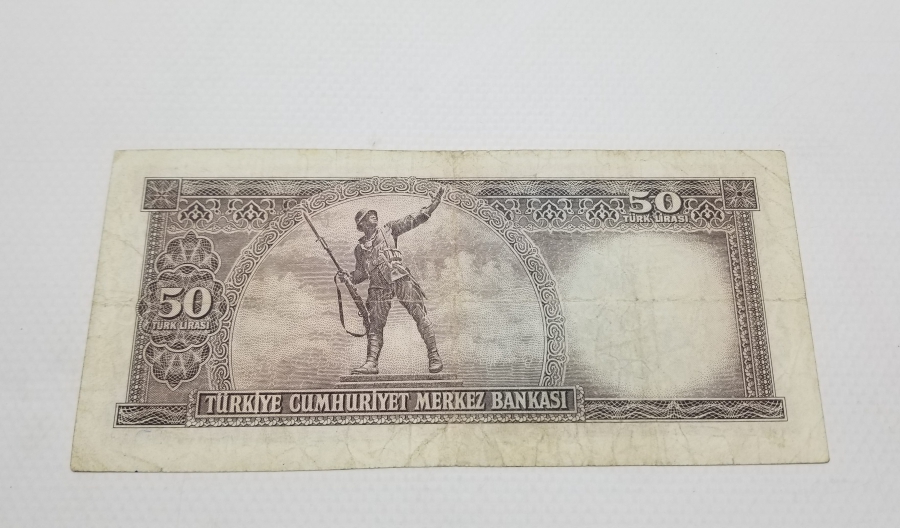 50
TÜRK LİRASI
50
TÜRK LİRASI
TÜRKİYE CUMHURİYET MERKEZ BANKASI